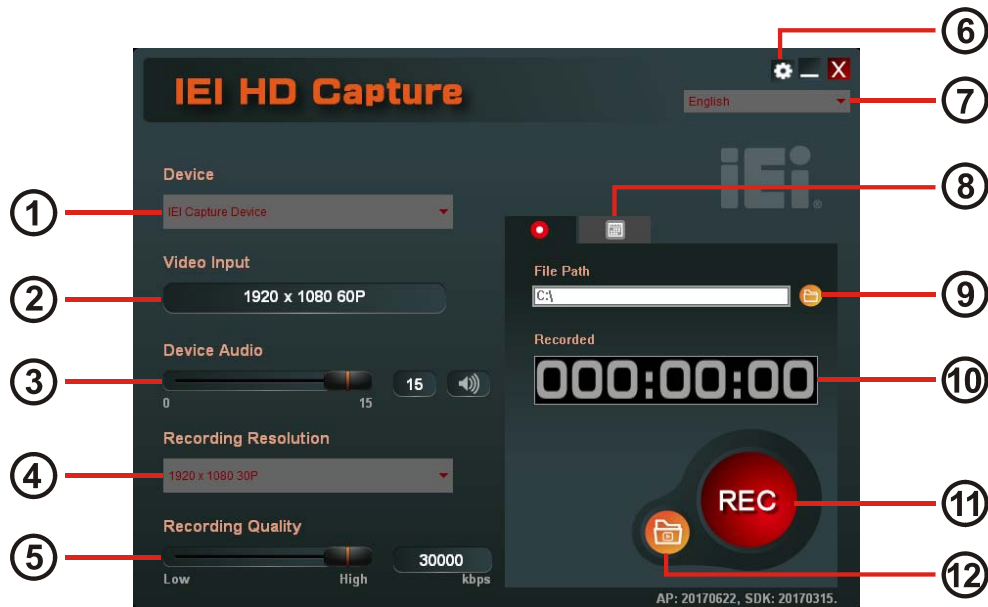 6
X
IEI HD Capture
English
7
iEi®
8
Device
1
IEI Capture Device
Video Input
2
1920 x 1080 60P
File Path
C:\
9
Device Audio
3
15
0
15
Recorded
000:00:00
10
Recording Resolution
4
1920 x 1080 30P
REC
11
Recording Quality
5
30000
Low
High
kbps
12
AP: 20170622, SDK: 20170315.